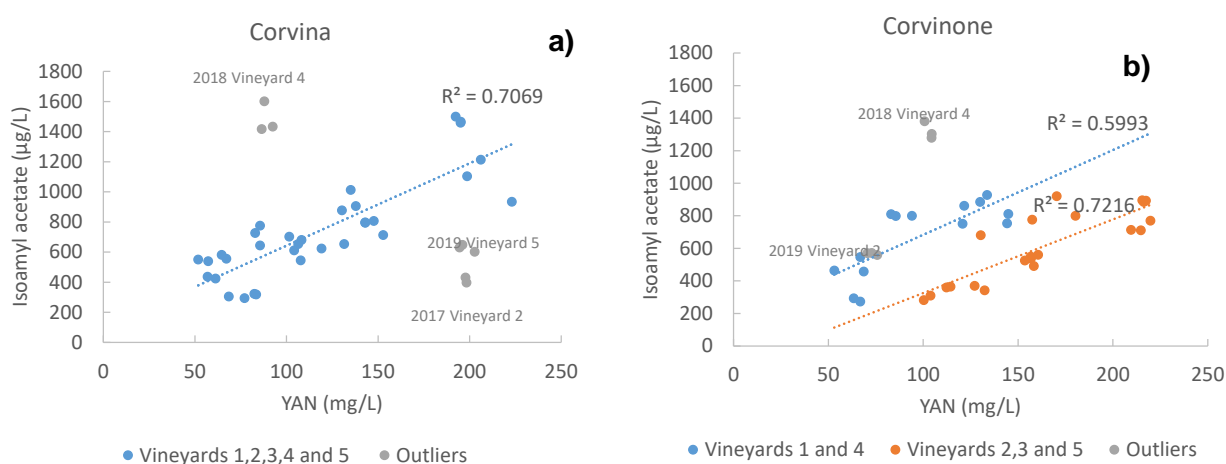 Corvina
a)
Isoamyl acetate (µg/L)
1800
1600
1400
1200
1000
800
600
400
200
0
2018 Vineyard 4
R² = 0.7069
2019 Vineyard 5
2017 Vineyard 2
0 50 100 150 200 250
YAN (mg/L)
Vineyards 1,2,3,4 and 5 Outliers
Corvinone
b)
Isoamyl acetate (µg/L)
1800
1600
1400
1200
1000
800
600
400
200
0
2018 Vineyard 4
R² = 0.5993
R² = 0.7216
2019 Vineyard 2
0 50 100 150 200 250
YAN (mg/L)
Vineyards 1 and 4 Vineyards 2,3 and 5 Outliers